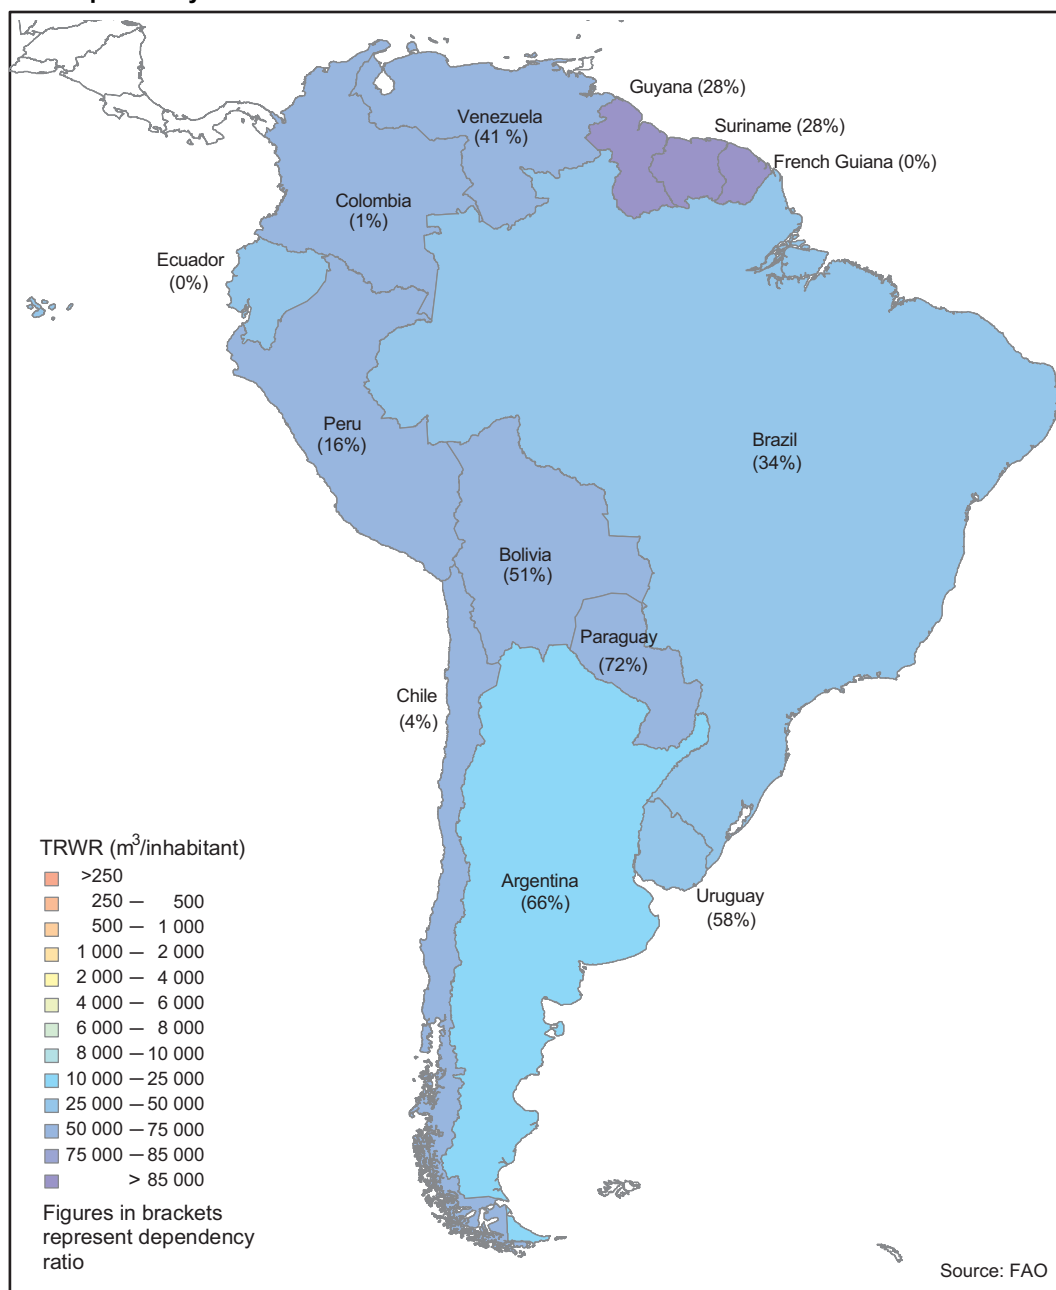 Guyana (28%)
Venezuela
(41 %)
Suriname (28%)
French Guiana (0%)
Colombia
(1%)
Ecuador
(0%)
Peru
(16%)
Brazil
(34%)
Bolivia
(51%)
Paraguay
(72%)
Chile
(4%)
Argentina
(66%)
Uruguay
(58%)
TRWR (m³/inhabitant)
>250
250 — 500
500 — 1 000
1 000 — 2 000
2 000 — 4 000
4 000 — 6 000
6 000 — 8 000
8 000 — 10 000
10 000 — 25 000
25 000 — 50 000
50 000 — 75 000
75 000 — 85 000
> 85 000
Figures in brackets
represent dependency
ratio
Source: FAO